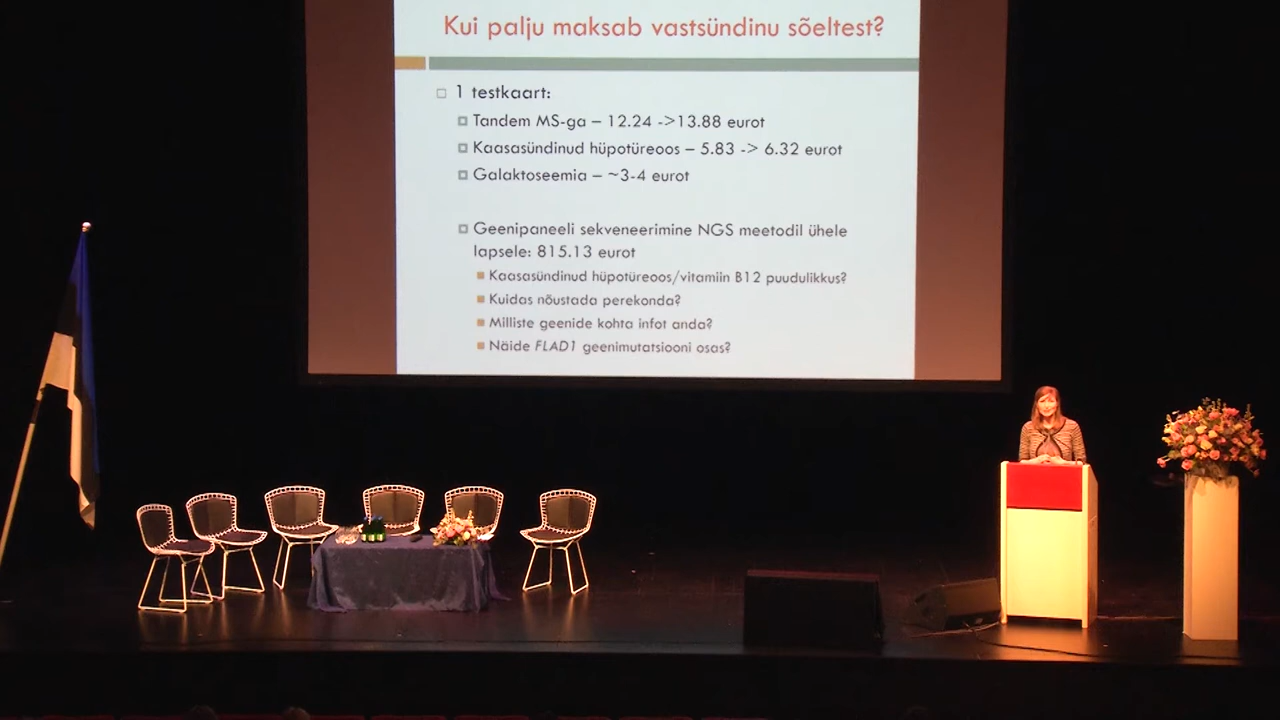 Kui palju maksab vastsündinu sõeltest?
1 testkaart:
Tandem MS-ga – 12.24 ->13.88 eurot
Kaasasündinud hüpotüreoos – 5.83 -> 6.32 eurot
Galaktoseemia – ~3-4 eurot
Geenipaneeli sekveneerimine NGS meetodil ühele
lapsele: 815.13 eurot
Kaasasündinud hüpotüreoos/vitamiin B12 puudulikkus?
Kuidas nõustada perekonda?
Milliste geenide kohta infot anda?
Näide FLAD1 geenimutatsiooni osas?